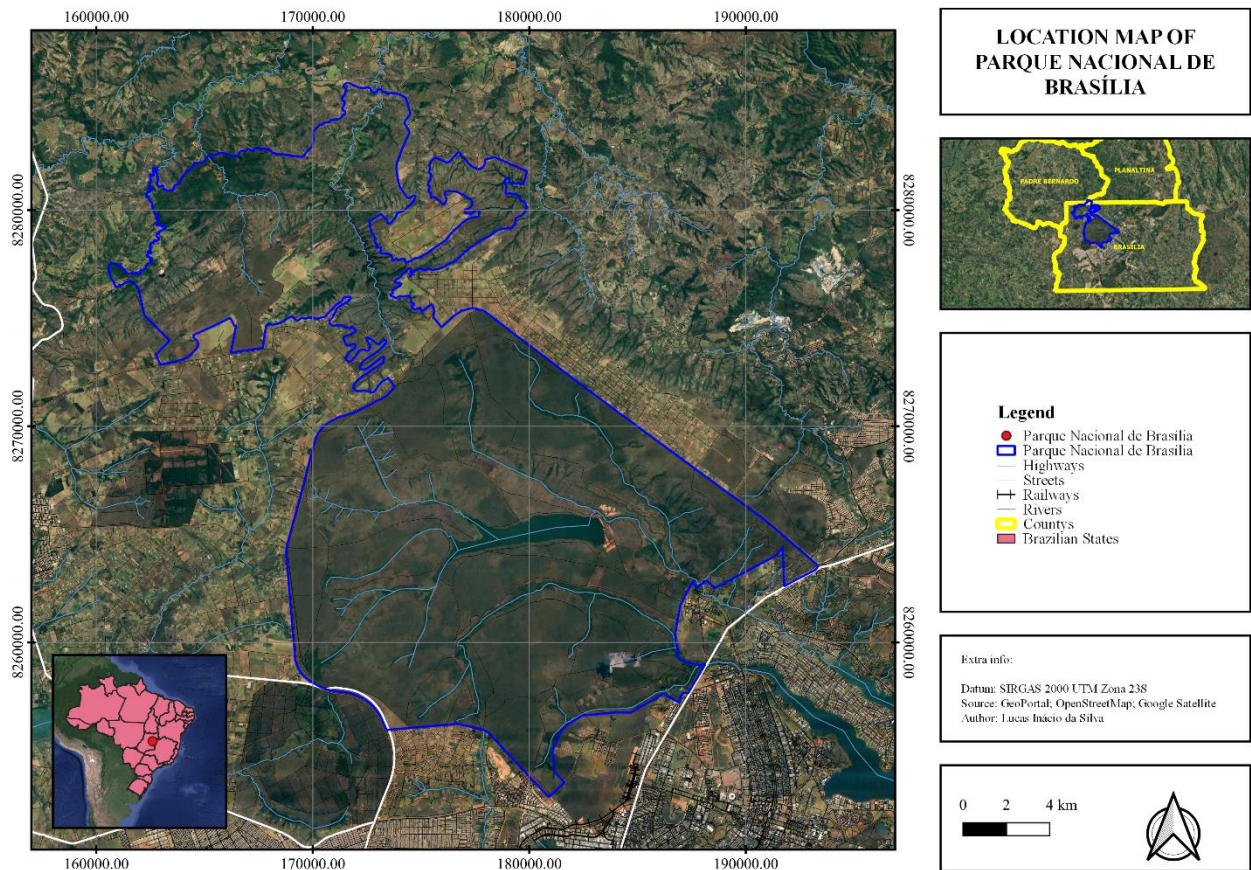 160000.00 170000.00 180000.00 190000.00
8280000.00 8280000.00
8270000.00 8270000.00
8260000.00 8260000.00
160000.00 170000.00 180000.00 190000.00
LOCATION MAP OF
PARQUE NACIONAL DE
BRASÍLIA
PADRE BERNARDO
PLANALTINA
BRASÍLIA
Legend
Parque Nacional de Brasília
Parque Nacional de Brasília
Highways
Streets
Railways
Rivers
Countys
Brazilian States
Extra info:
Datum: SIRGAS 2000 UTM Zona 23S
Source: GeoPortal; OpenStreetMap; Google Satellite
Author: Lucas Inácio da Silva
0 2 4 km